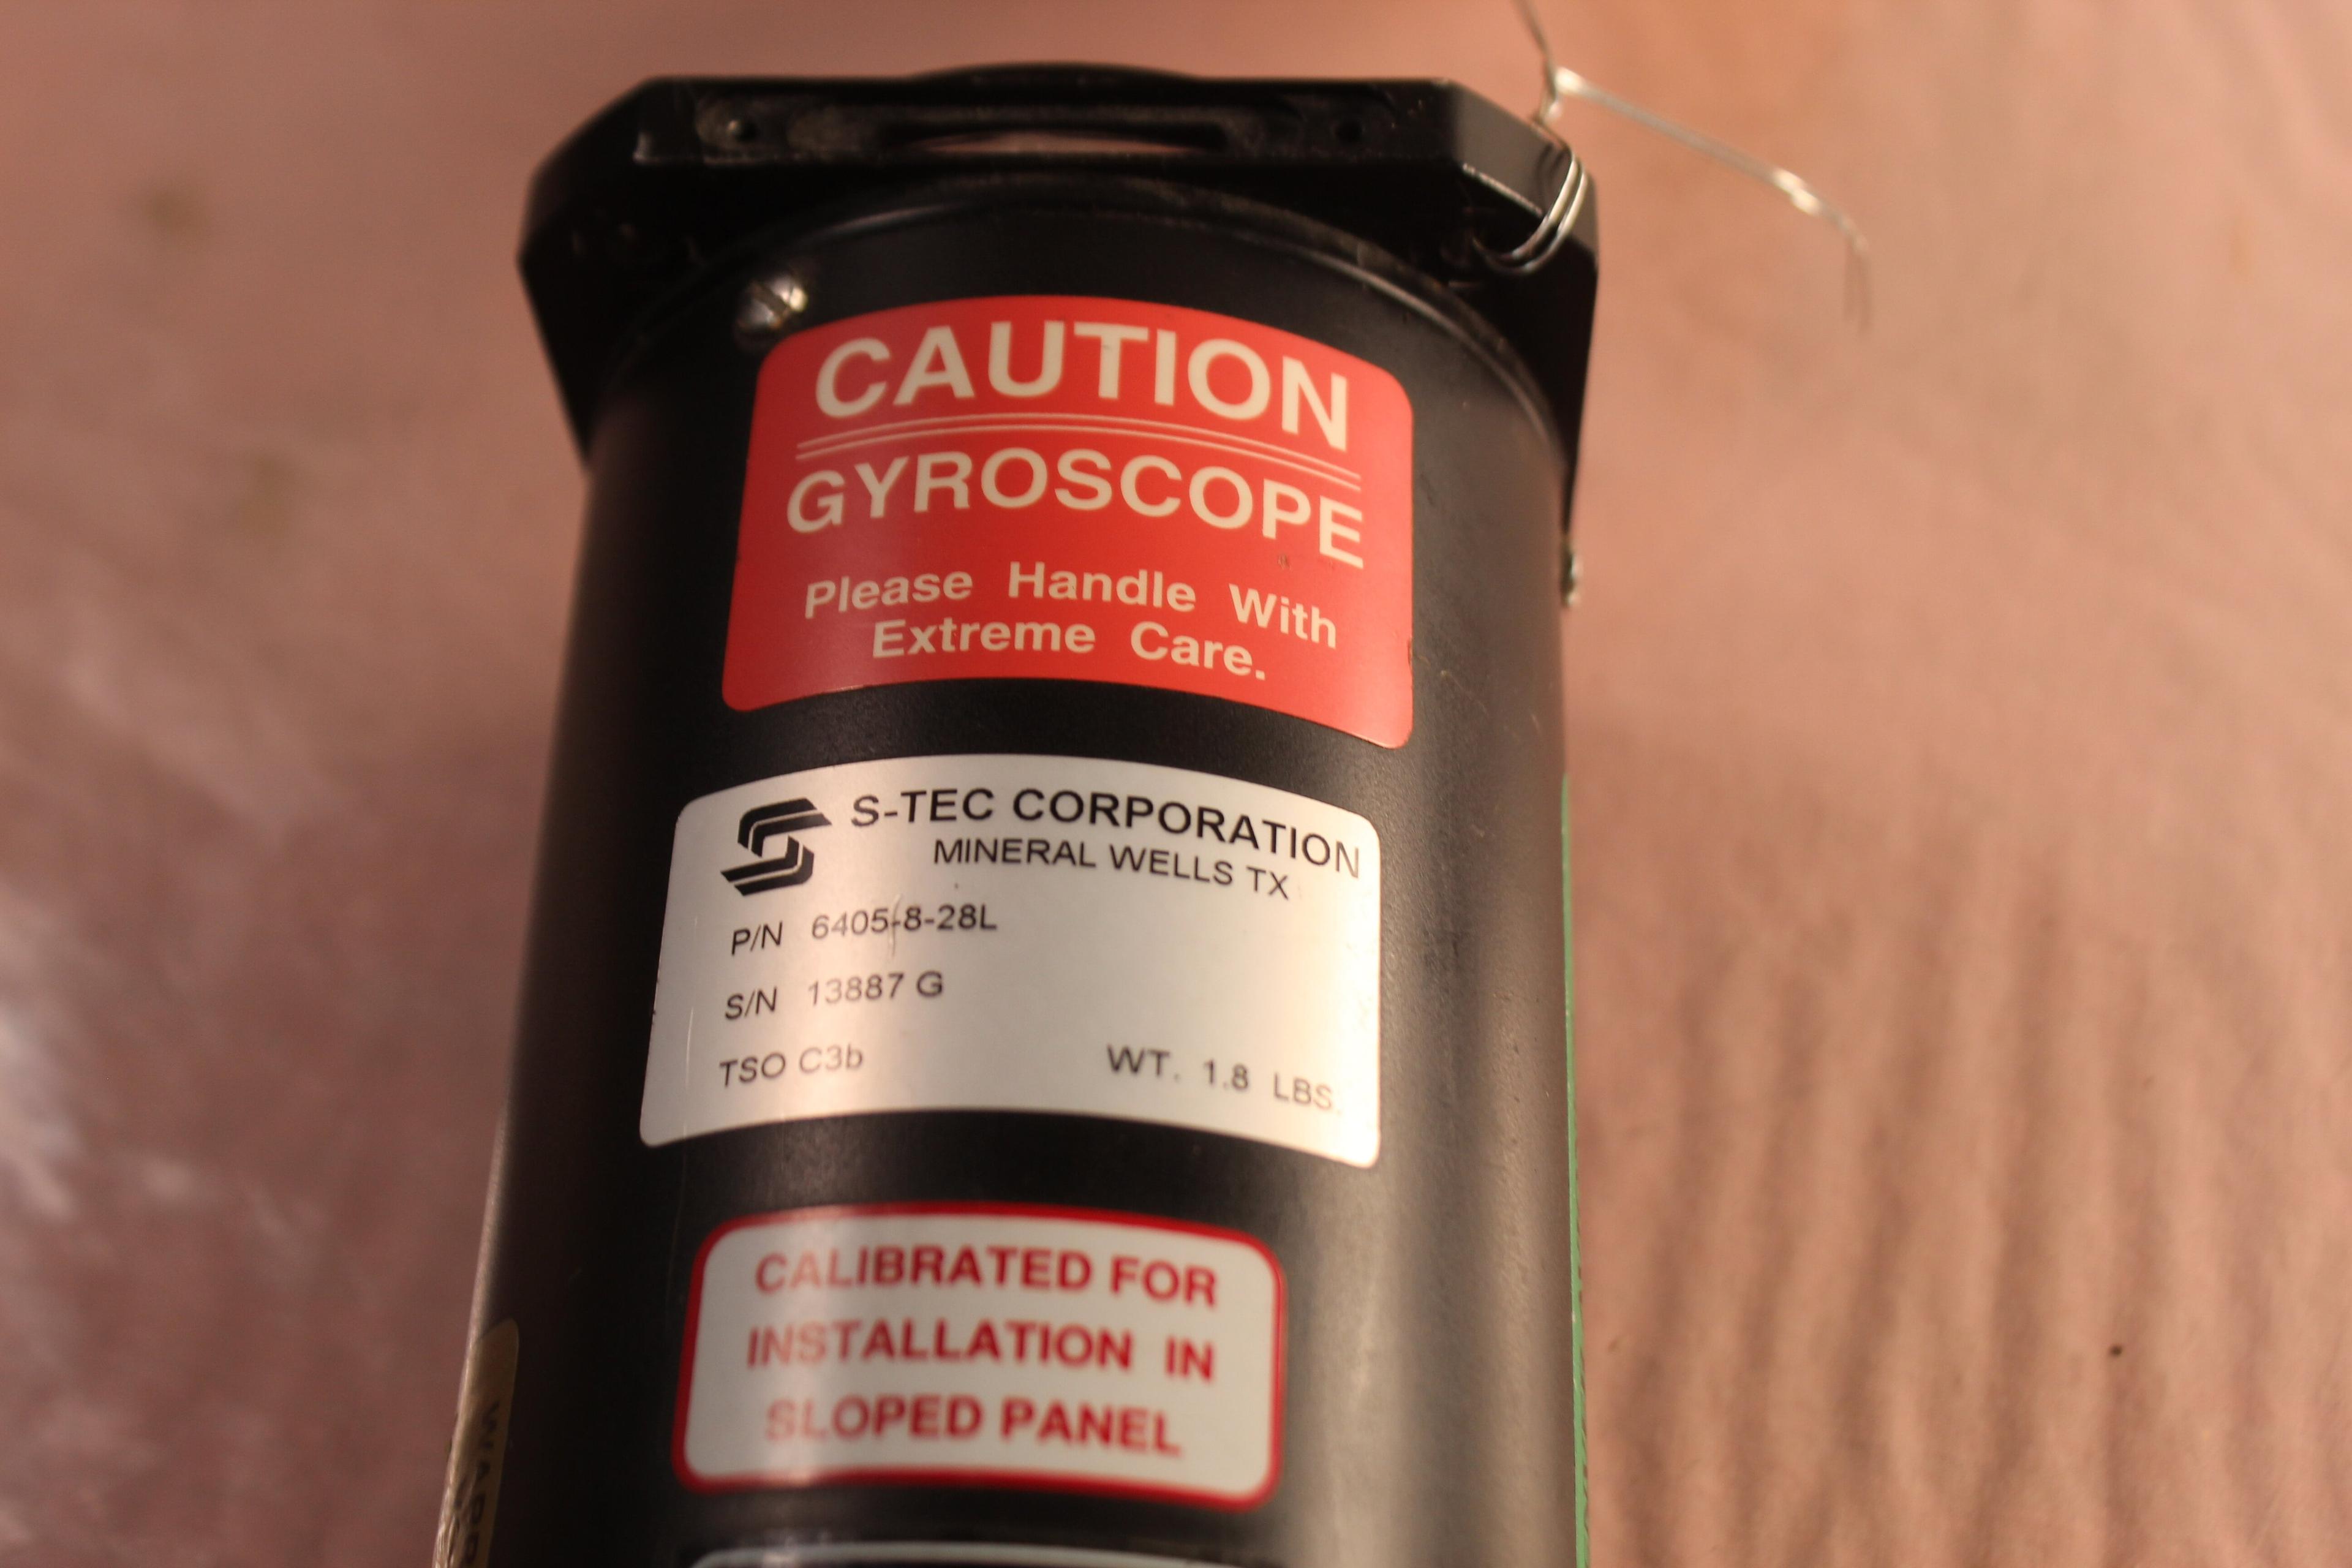 CAUTION
GYROSCOPE
Please Handle With
Extreme Care.
S-TEC CORPORATION
MINERAL WELLS TX
P/N 6405-8-28L
S/N 13887 G
TSO C3b WT. 1.8 LBS.
CALIBRATED FOR
INSTALLATION IN
SLOPED PANEL